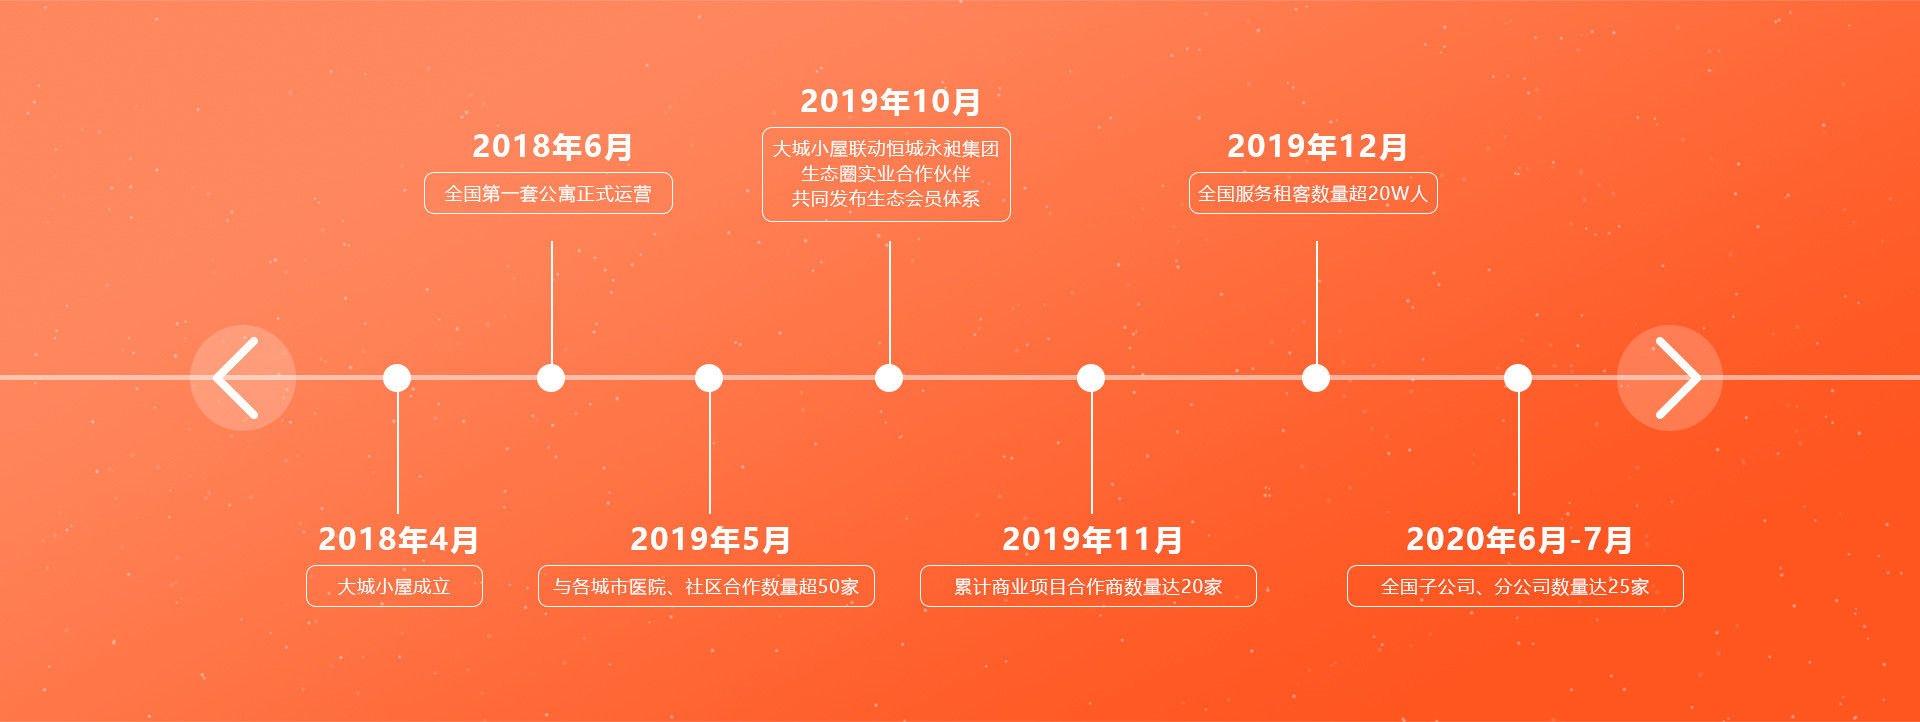 2018年4月
大城小屋成立
2018年6月
全国第一套公寓正式运营
2019年5月
与各城市医院、社区合作数量超50家
2019年10月
大城小屋联动恒城永昶集团
生态圈实业合作伙伴
共同发布生态会员体系
2019年11月
累计商业项目合作商数量达20家
2019年12月
全国服务租客数量超20W人
2020年6月-7月
全国子公司、分公司数量达25家